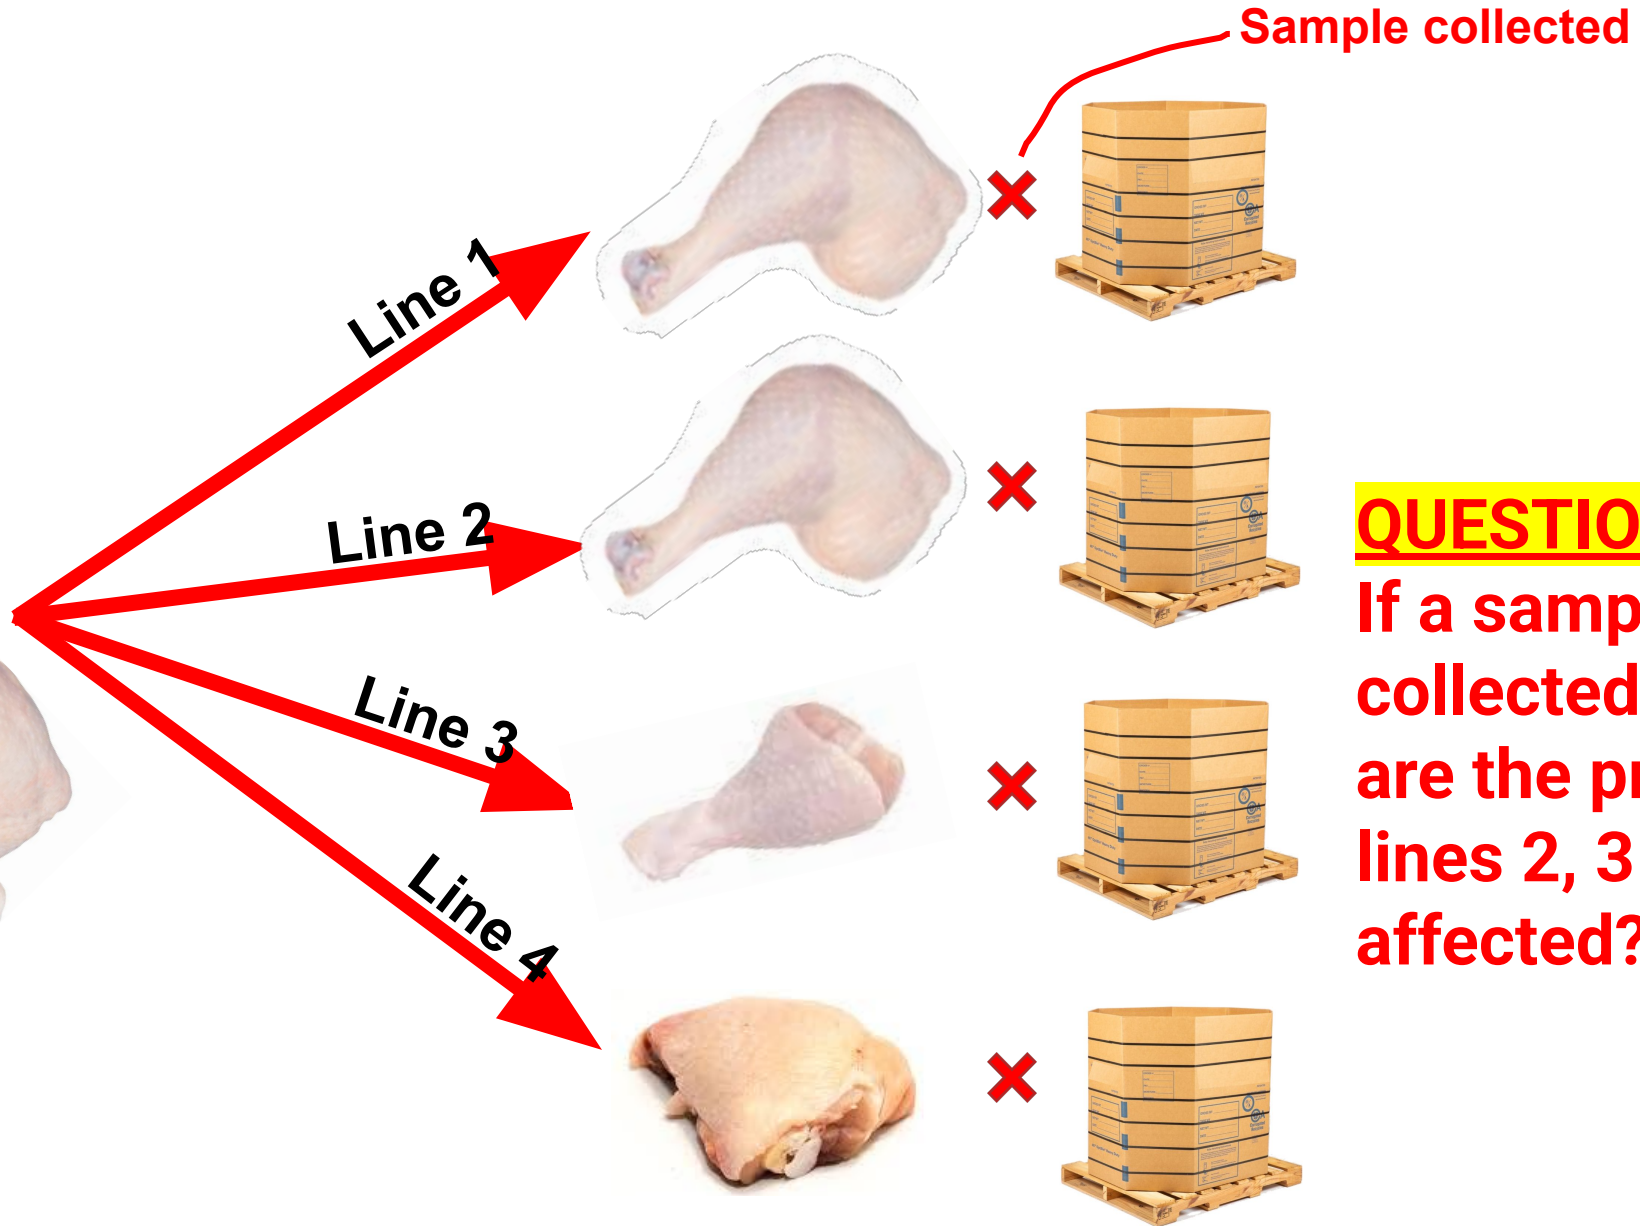 Sample collected
Line 1
Line 2
Line 3
Line 4
QUESTIO
If a samp
collected
are the pr
lines 2, 3
affected?